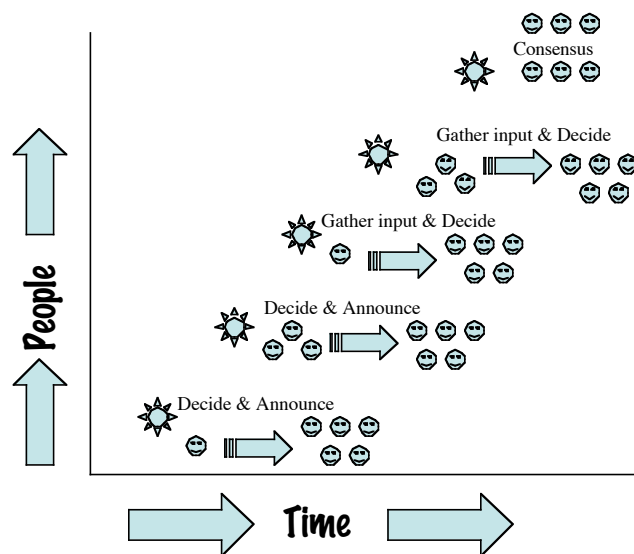 Consensus
Gather input & Decide
Gather input & Decide
Decide & Announce
Decide & Announce
People
Time